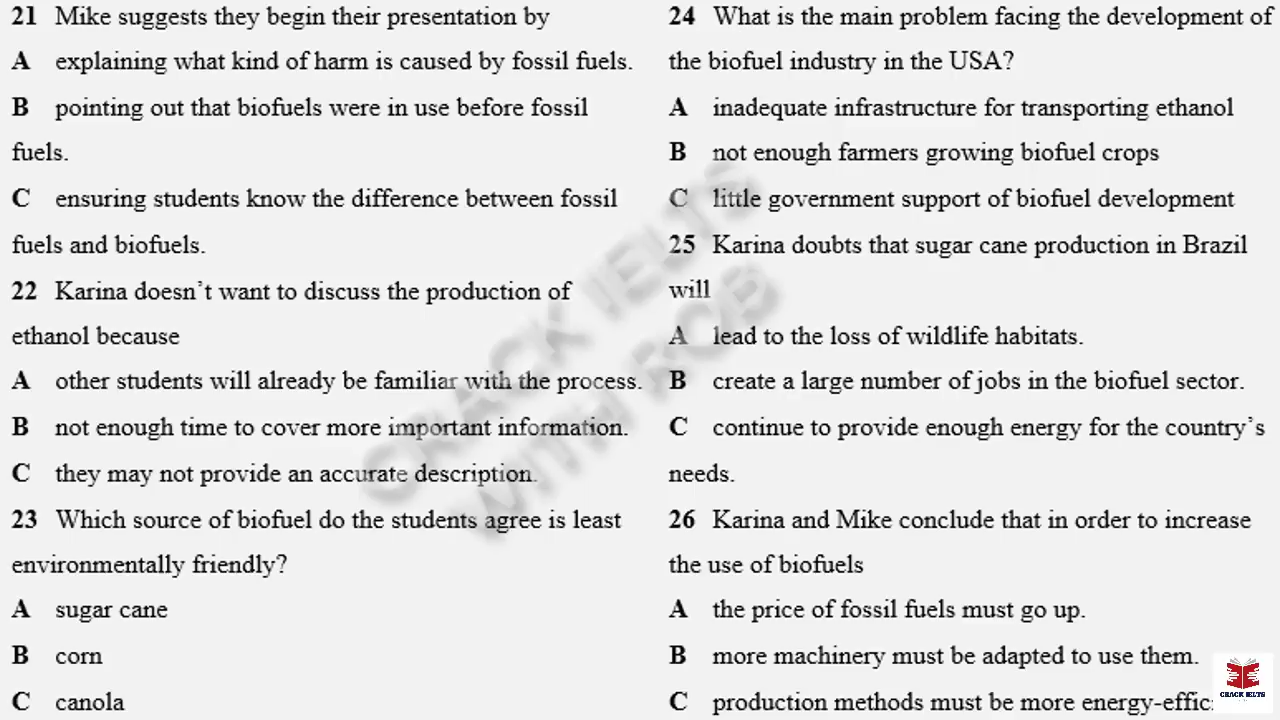 21 Mike suggests they begin their presentation by
A explaining what kind of harm is caused by fossil fuels.
B pointing out that biofuels were in use before fossil
fuels.
C ensuring students know the difference between fossil
fuels and biofuels.
22 Karina doesn’t want to discuss the production of
ethanol because
A other students will already be familiar with the process.
B not enough time to cover more important information.
C they may not provide an accurate description.
23 Which source of biofuel do the students agree is least
environmentally friendly?
A sugar cane
B corn
C canola
24 What is the main problem facing the development of
the biofuel industry in the USA?
A inadequate infrastructure for transporting ethanol
B not enough farmers growing biofuel crops
C little government support of biofuel development
25 Karina doubts that sugar cane production in Brazil
will
A lead to the loss of wildlife habitats.
B create a large number of jobs in the biofuel sector.
C continue to provide enough energy for the country’s
needs.
26 Karina and Mike conclude that in order to increase
the use of biofuels
A the price of fossil fuels must go up.
B more machinery must be adapted to use them.
C production methods must be more energy-effic
CRACK IELTS
WITH ROB
CRACK IELTS